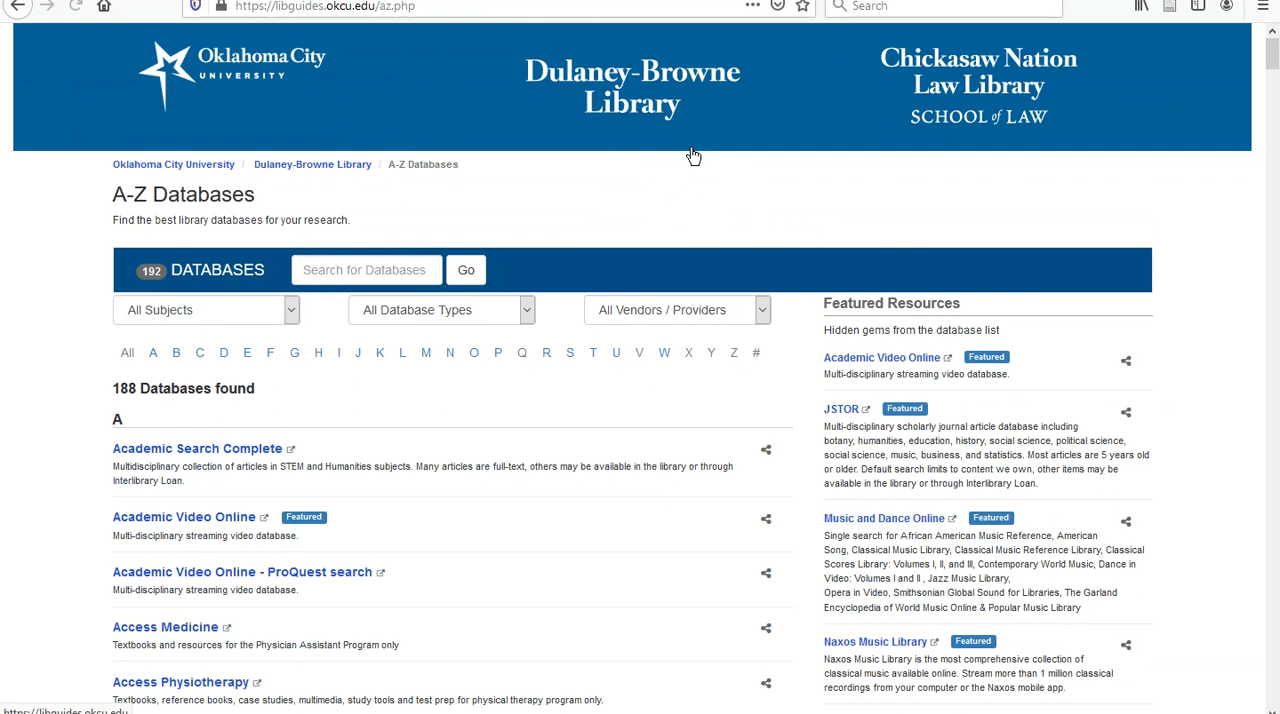 https://libguides.okcu.edu/az.php
Search
Oklahoma City
UNIVERSITY
Dulaney-Browne
Library
Chickasaw Nation
Law Library
SCHOOL of LAW
Oklahoma City University / Dulaney-Browne Library / A-Z Databases
A-Z Databases
Find the best library databases for your research.
192 DATABASES
Search for Databases
Go
All Subjects
All Database Types
All Vendors / Providers
All A B C D E F G H I J K L M N O P Q R S T U V W X Y Z #
188 Databases found
A
Academic Search Complete
Multidisciplinary collection of articles in STEM and Humanities subjects. Many articles are full-text, others may be available in the library or through
Interlibrary Loan.
Academic Video Online Featured
Multi-disciplinary streaming video database.
Academic Video Online - ProQuest search
Multi-disciplinary streaming video database.
Access Medicine
Textbooks and resources for the Physician Assistant Program only
Access Physiotherapy
Textbooks, reference books, case studies, multimedia, study tools and test prep for physical therapy program only.
Featured Resources
Hidden gems from the database list
Academic Video Online Featured
Multi-disciplinary streaming video database.
JSTOR Featured
Multi-disciplinary scholarly journal article database including
botany, humanities, education, history, social science, political science,
social science, music, business, and statistics. Most articles are 5 years old
or older. Default search limits to content we own, other items may be
available in the library or through Interlibrary Loan.
Music and Dance Online Featured
Single search for African American Music Reference, American
Song, Classical Music Library, Classical Music Reference Library, Classical
Scores Library: Volumes I, II, and III, Contemporary World Music, Dance in
Video: Volumes I and II , Jazz Music Library,
Opera in Video, Smithsonian Global Sound for Libraries, The Garland
Encyclopedia of World Music Online & Popular Music Library
Naxos Music Library Featured
Naxos Music Library is the most comprehensive collection of
classical music available online. Stream more than 1 million classical
recordings from your computer or the Naxos mobile app.
https://libguides.okcu.edu